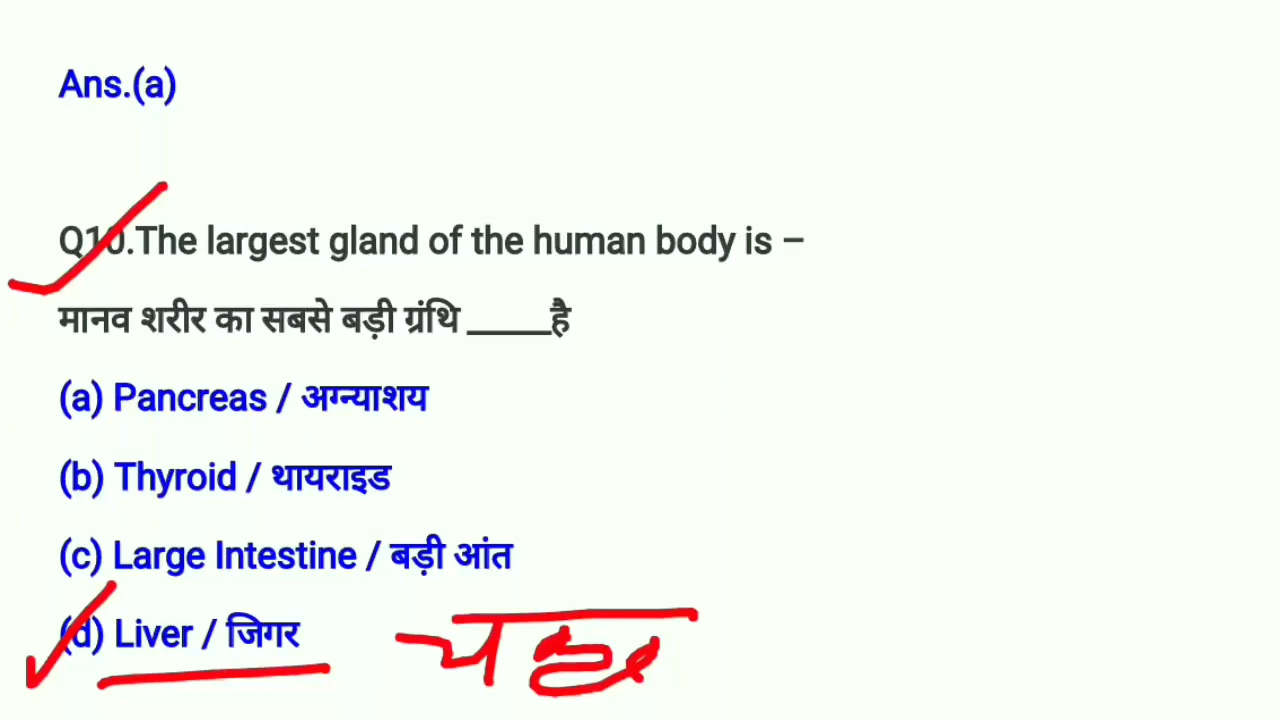 Ans.(a)
Q10.The largest gland of the human body is –
मानव शरीर का सबसे बड़ी ग्रंथि _____है
(a) Pancreas / अग्न्याशय
(b) Thyroid / थायराइड
(c) Large Intestine / बड़ी आंत
(d) Liver / जिगर